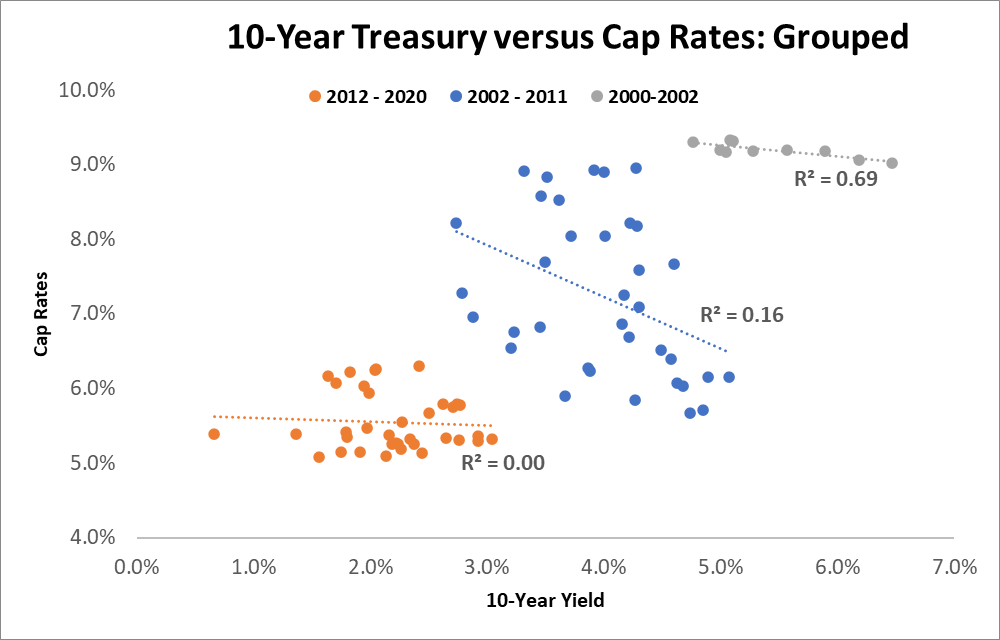 10-Year Treasury versus Cap Rates: Grouped
2012 - 2020 2002 - 2011 2000-2002
10.0%
9.0%
8.0%
7.0%
6.0%
5.0%
4.0%
Cap Rates
R² = 0.69
R² = 0.16
R² = 0.00
0.0% 1.0% 2.0% 3.0% 4.0% 5.0% 6.0% 7.0%
10-Year Yield